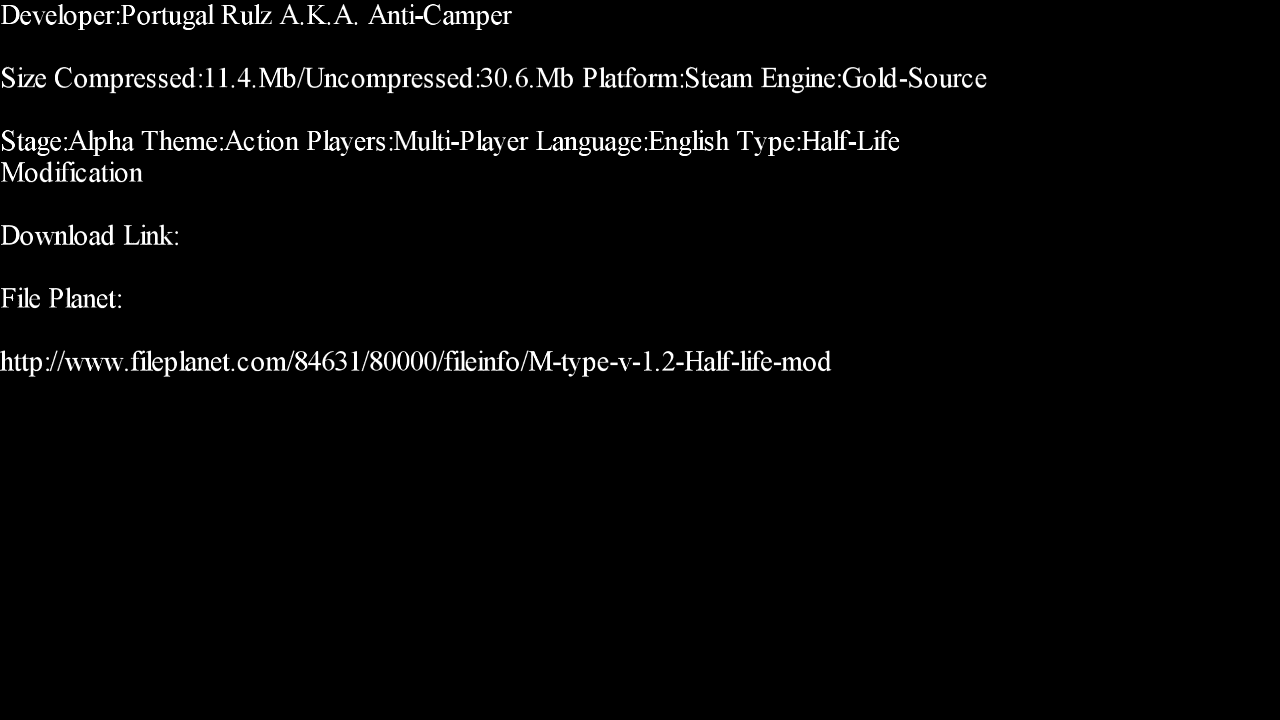 Developer:Portugal Rulz A.K.A. Anti-Camper
Size Compressed:11.4.Mb/Uncompressed:30.6.Mb Platform:Steam Engine:Gold-Source
Stage:Alpha Theme:Action Players:Multi-Player Language:English Type:Half-Life
Modification
Download Link:
File Planet:
http://www.fileplanet.com/84631/80000/fileinfo/M-type-v-1.2-Half-life-mod